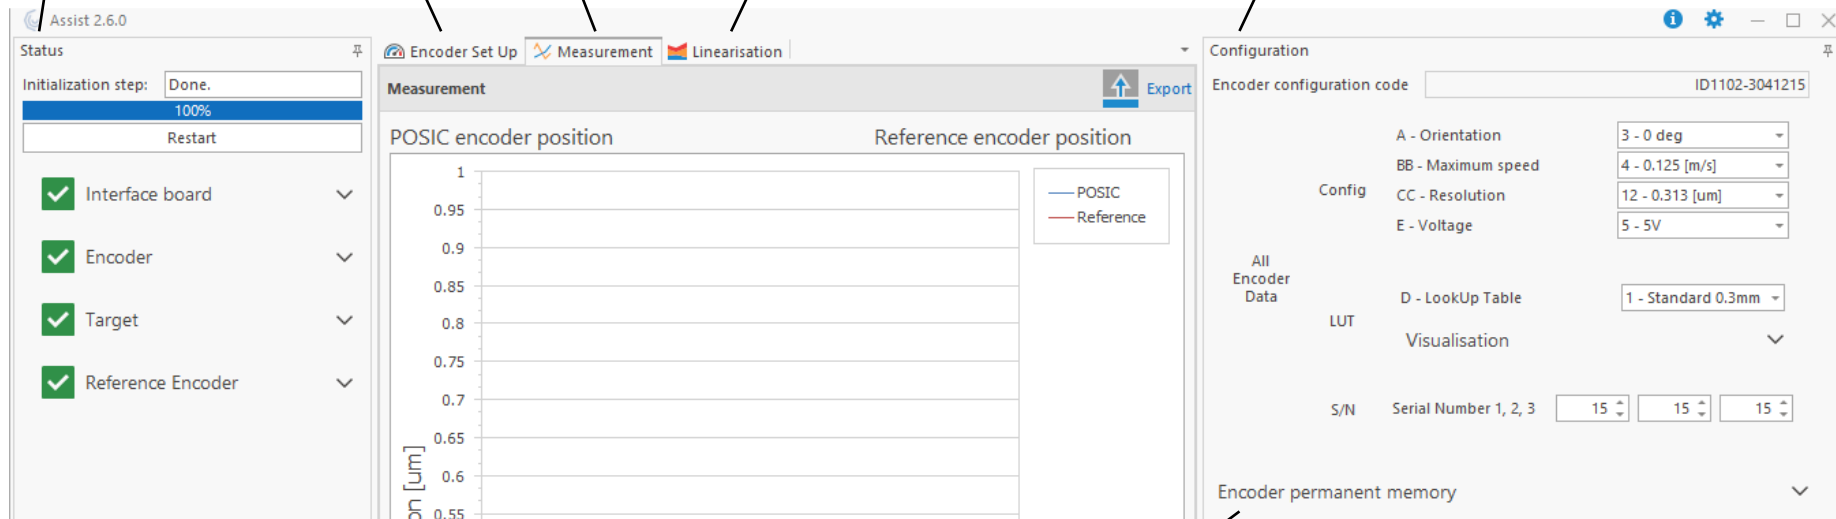 Assist 2.6.0
Status
Initialization step: Done.
100%
Restart
Interface board
Encoder
Target
Reference Encoder
Encoder Set Up Measurement Linearisation
Measurement Export
POSIC encoder position Reference encoder position
1
0.95
0.9
0.85
0.8
0.75
0.7
0.65
0.6
0.55
on [um]
POSIC
Reference
Configuration
Encoder configuration code ID1102-3041215
A - Orientation 3 - 0 deg
BB - Maximum speed 4 - 0.125 [m/s]
Config
CC - Resolution 12 - 0.313 [um]
E - Voltage 5 - 5V
All
Encoder
Data
D - LookUp Table 1 - Standard 0.3mm
LUT
Visualisation
S/N Serial Number 1, 2, 3 15 15 15
Encoder permanent memory